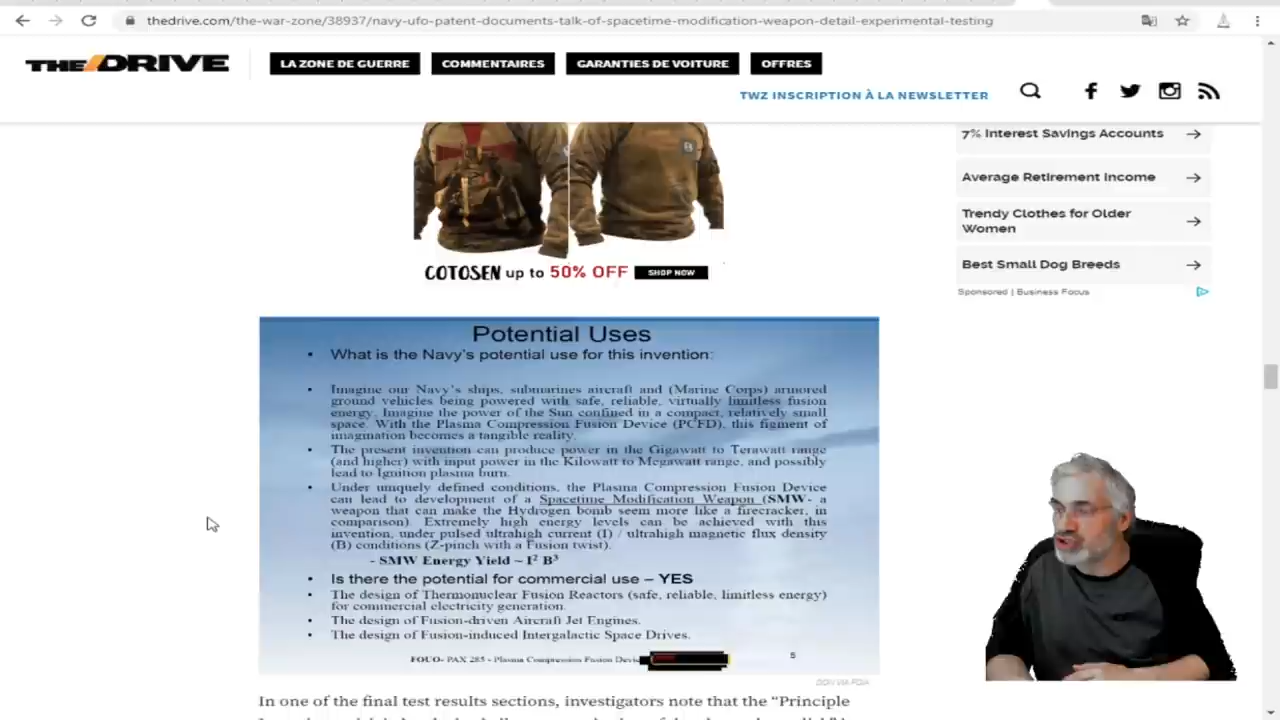 thedrive.com/the-war-zone/38937/navy-ufo-patent-documents-talk-of-spacetime-modification-weapon-detail-experimental-testing
THE/DRIVE
LA ZONE DE GUERRE
COMMENTAIRES
GARANTIES DE VOITURE
OFFRES
TWZ INSCRIPTION À LA NEWSLETTER
7% Interest Savings Accounts
Average Retirement Income
Trendy Clothes for Older
Women
Best Small Dog Breeds
Sponsored | Business Focus
COTOSEN up to 50% OFF SHOP NOW
Potential Uses
• What is the Navy's potential use for this invention:
• Imagine our Navy's ships, submarines aircraft and (Marine Corps) armored
ground vehicles being powered with safe, reliable, virtually limitless fusion
energy. Imagine the power of the Sun confined in a compact, relatively small
space. With the Plasma Compression Fusion Device (PCFD), this figment of
imagination becomes a tangible reality.
• The present invention can produce power in the Gigawatt to Terawatt range
(and higher) with input power in the Kilowatt to Megawatt range, and possibly
lead to Ignition plasma burn.
• Under uniquely defined conditions, the Plasma Compression Fusion Device
can lead to development of a Spacetime Modification Weapon (SMW- a
weapon that can make the Hydrogen bomb seem more like a firecracker, in
comparison). Extremely high energy levels can be achieved with this
invention, under pulsed ultrahigh current (I) / ultrahigh magnetic flux density
(B) conditions (Z-pinch with a Fusion twist).
- SMW Energy Yield ~ I² B³
• Is there the potential for commercial use – YES
• The design of Thermonuclear Fusion Reactors (safe, reliable, limitless energy)
for commercial electricity generation.
• The design of Fusion-driven Aircraft Jet Engines.
• The design of Fusion-induced Intergalactic Space Drives.
FOUO- PAX 285 - Plasma Compression Fusion Devi
5
DON VIA FOIA
In one of the final test results sections, investigators note that the "Principle